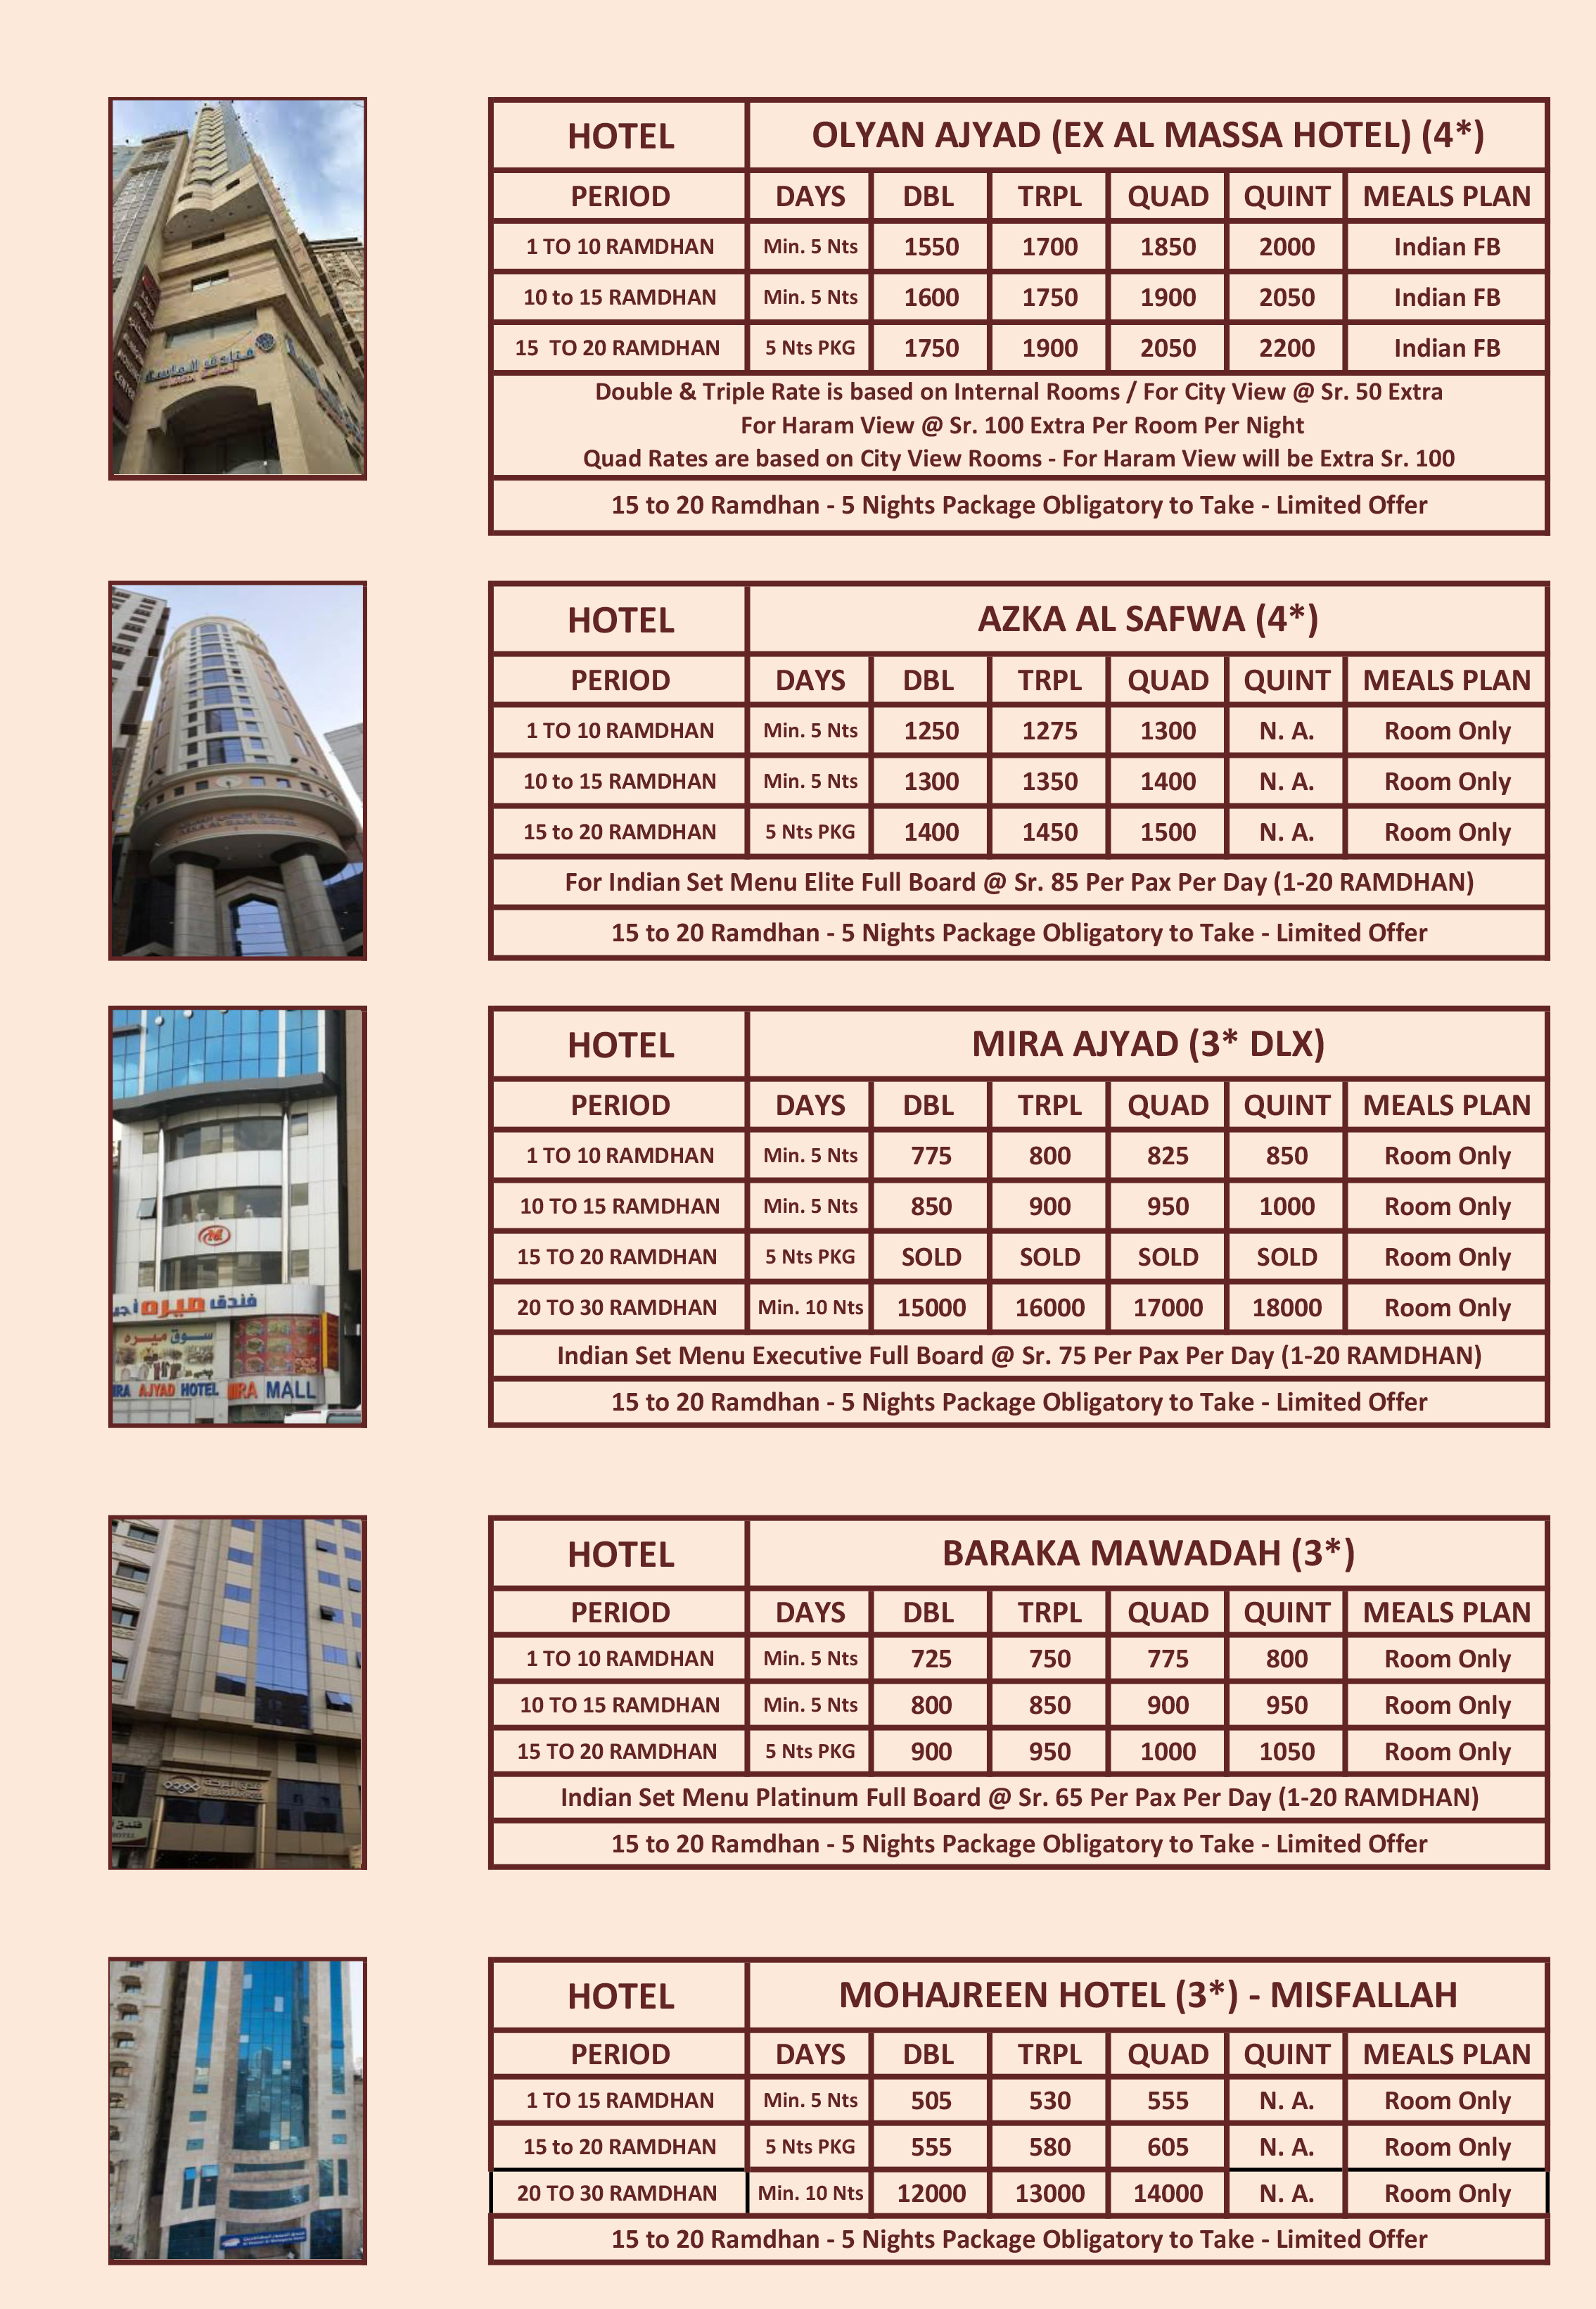 HOTEL OLYAN AJYAD (EX AL MASSA HOTEL) (4*)
PERIOD DAYS DBL TRPL QUAD QUINT MEALS PLAN
1 TO 10 RAMDHAN Min. 5 Nts 1550 1700 1850 2000 Indian FB
10 to 15 RAMDHAN Min. 5 Nts 1600 1750 1900 2050 Indian FB
15 TO 20 RAMDHAN 5 Nts PKG 1750 1900 2050 2200 Indian FB
Double & Triple Rate is based on Internal Rooms / For City View @ Sr. 50 Extra
For Haram View @ Sr. 100 Extra Per Room Per Night
Quad Rates are based on City View Rooms - For Haram View will be Extra Sr. 100
15 to 20 Ramdhan - 5 Nights Package Obligatory to Take - Limited Offer
HOTEL AZKA AL SAFWA (4*)
PERIOD DAYS DBL TRPL QUAD QUINT MEALS PLAN
1 TO 10 RAMDHAN Min. 5 Nts 1250 1275 1300 N. A. Room Only
10 to 15 RAMDHAN Min. 5 Nts 1300 1350 1400 N. A. Room Only
15 to 20 RAMDHAN 5 Nts PKG 1400 1450 1500 N. A. Room Only
For Indian Set Menu Elite Full Board @ Sr. 85 Per Pax Per Day (1-20 RAMDHAN)
15 to 20 Ramdhan - 5 Nights Package Obligatory to Take - Limited Offer
فندق ميره أجي
سوق ميره
IRA AJYAD HOTEL IRA MALL
HOTEL MIRA AJYAD (3* DLX)
PERIOD DAYS DBL TRPL QUAD QUINT MEALS PLAN
1 TO 10 RAMDHAN Min. 5 Nts 775 800 825 850 Room Only
10 TO 15 RAMDHAN Min. 5 Nts 850 900 950 1000 Room Only
15 TO 20 RAMDHAN 5 Nts PKG SOLD SOLD SOLD SOLD Room Only
20 TO 30 RAMDHAN Min. 10 Nts 15000 16000 17000 18000 Room Only
Indian Set Menu Executive Full Board @ Sr. 75 Per Pax Per Day (1-20 RAMDHAN)
15 to 20 Ramdhan - 5 Nights Package Obligatory to Take - Limited Offer
HOTEL BARAKA MAWADAH (3*)
PERIOD DAYS DBL TRPL QUAD QUINT MEALS PLAN
1 TO 10 RAMDHAN Min. 5 Nts 725 750 775 800 Room Only
10 TO 15 RAMDHAN Min. 5 Nts 800 850 900 950 Room Only
15 TO 20 RAMDHAN 5 Nts PKG 900 950 1000 1050 Room Only
Indian Set Menu Platinum Full Board @ Sr. 65 Per Pax Per Day (1-20 RAMDHAN)
15 to 20 Ramdhan - 5 Nights Package Obligatory to Take - Limited Offer
HOTEL MOHAJREEN HOTEL (3*) - MISFALLAH
PERIOD DAYS DBL TRPL QUAD QUINT MEALS PLAN
1 TO 15 RAMDHAN Min. 5 Nts 505 530 555 N. A. Room Only
15 to 20 RAMDHAN 5 Nts PKG 555 580 605 N. A. Room Only
20 TO 30 RAMDHAN Min. 10 Nts 12000 13000 14000 N. A. Room Only
15 to 20 Ramdhan - 5 Nights Package Obligatory to Take - Limited Offer